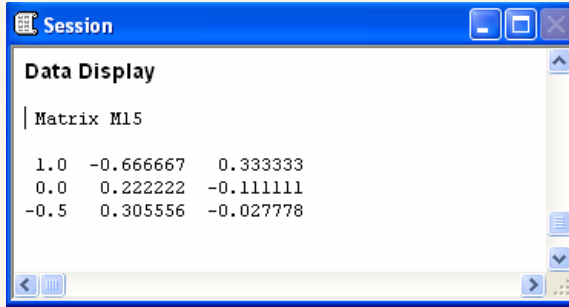 Session
Data Display
Matrix M15
1.0 -0.666667 0.333333
0.0 0.222222 -0.111111
-0.5 0.305556 -0.027778